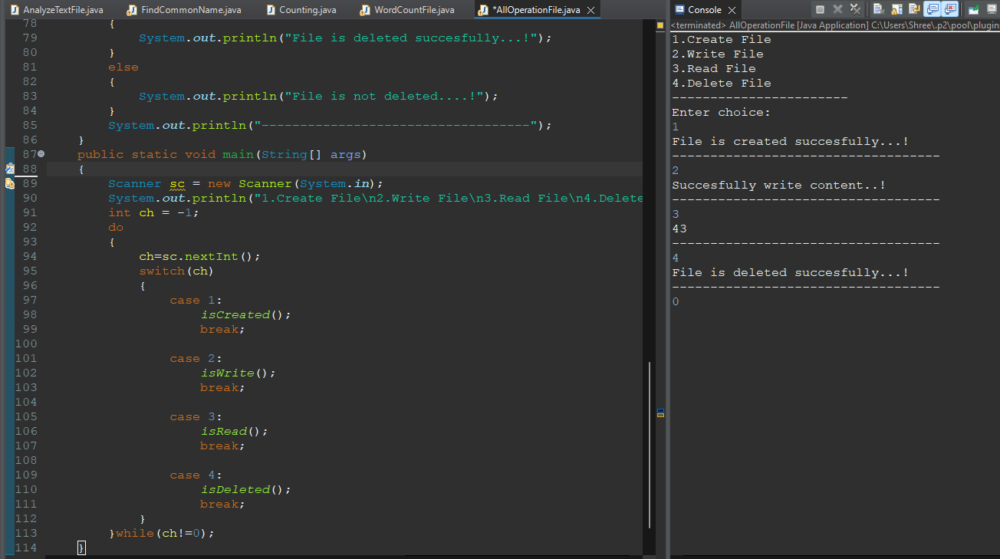 AnalyzeTextFile.java FindCommonName.java Counting.java WordCountFile.java *AllOperationFile.java
78 {
79 System.out.println("File is deleted succesfully...!");
80 }
81 else
82 {
83 System.out.println("File is not deleted....!");
84 }
85 System.out.println("-----------------------------------");
86 }
87 public static void main(String[] args)
88 {
89 Scanner sc = new Scanner(System.in);
90 System.out.println("1.Create File\n2.Write File\n3.Read File\n4.Delete
91 int ch = -1;
92 do
93 {
94 ch=sc.nextInt();
95 switch(ch)
96 {
97 case 1:
98 isCreated();
99 break;
100
101 case 2:
102 isWrite();
103 break;
104
105 case 3:
106 isRead();
107 break;
108
109 case 4:
110 isDeleted();
111 break;
112 }
113 }while(ch!=0);
114 }
Console
<terminated> AllOperationFile [Java Application] C:\Users\Shree\.p2\pool\plugins
1.Create File
2.Write File
3.Read File
4.Delete File
-----------------------
Enter choice:
1
File is created succesfully...!
-----------------------------------
2
Succesfully write content..!
-----------------------------------
3
43
-----------------------------------
4
File is deleted succesfully...!
-----------------------------------
0